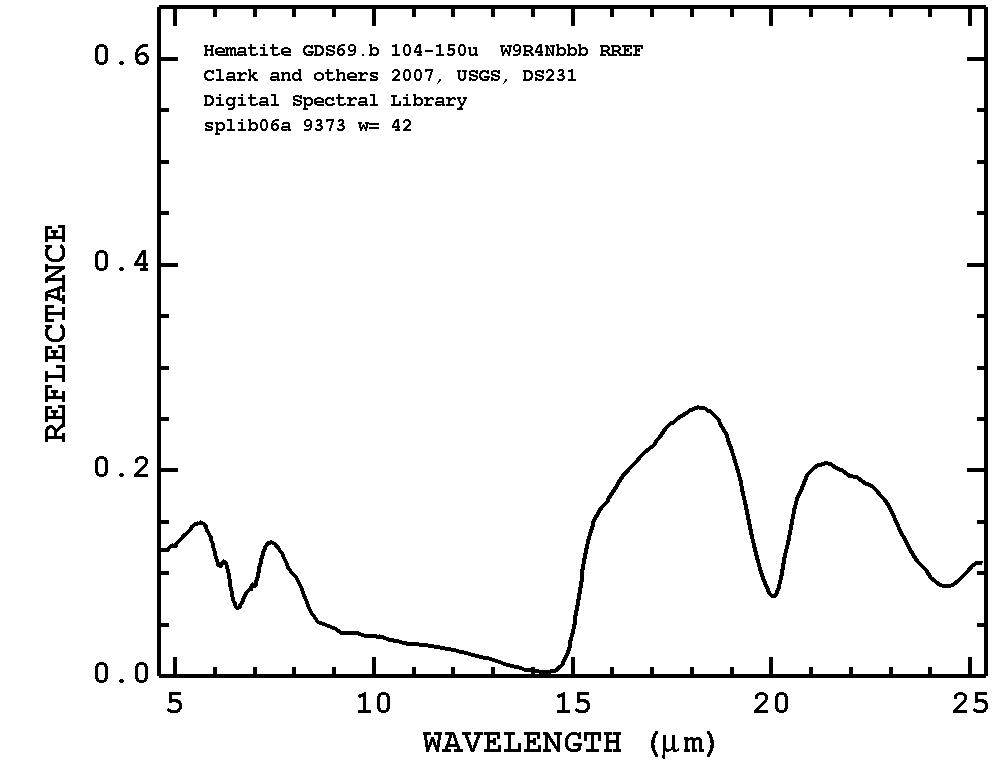 0.6
Hematite GDS69.b 104-150u W9R4Nbbb RREF
Clark and others 2007, USGS, DS231
Digital Spectral Library
splib06a 9373 w= 42
0.4
REFLECTANCE
0.2
0.0
5 10 15 20 25
WAVELENGTH (μm)